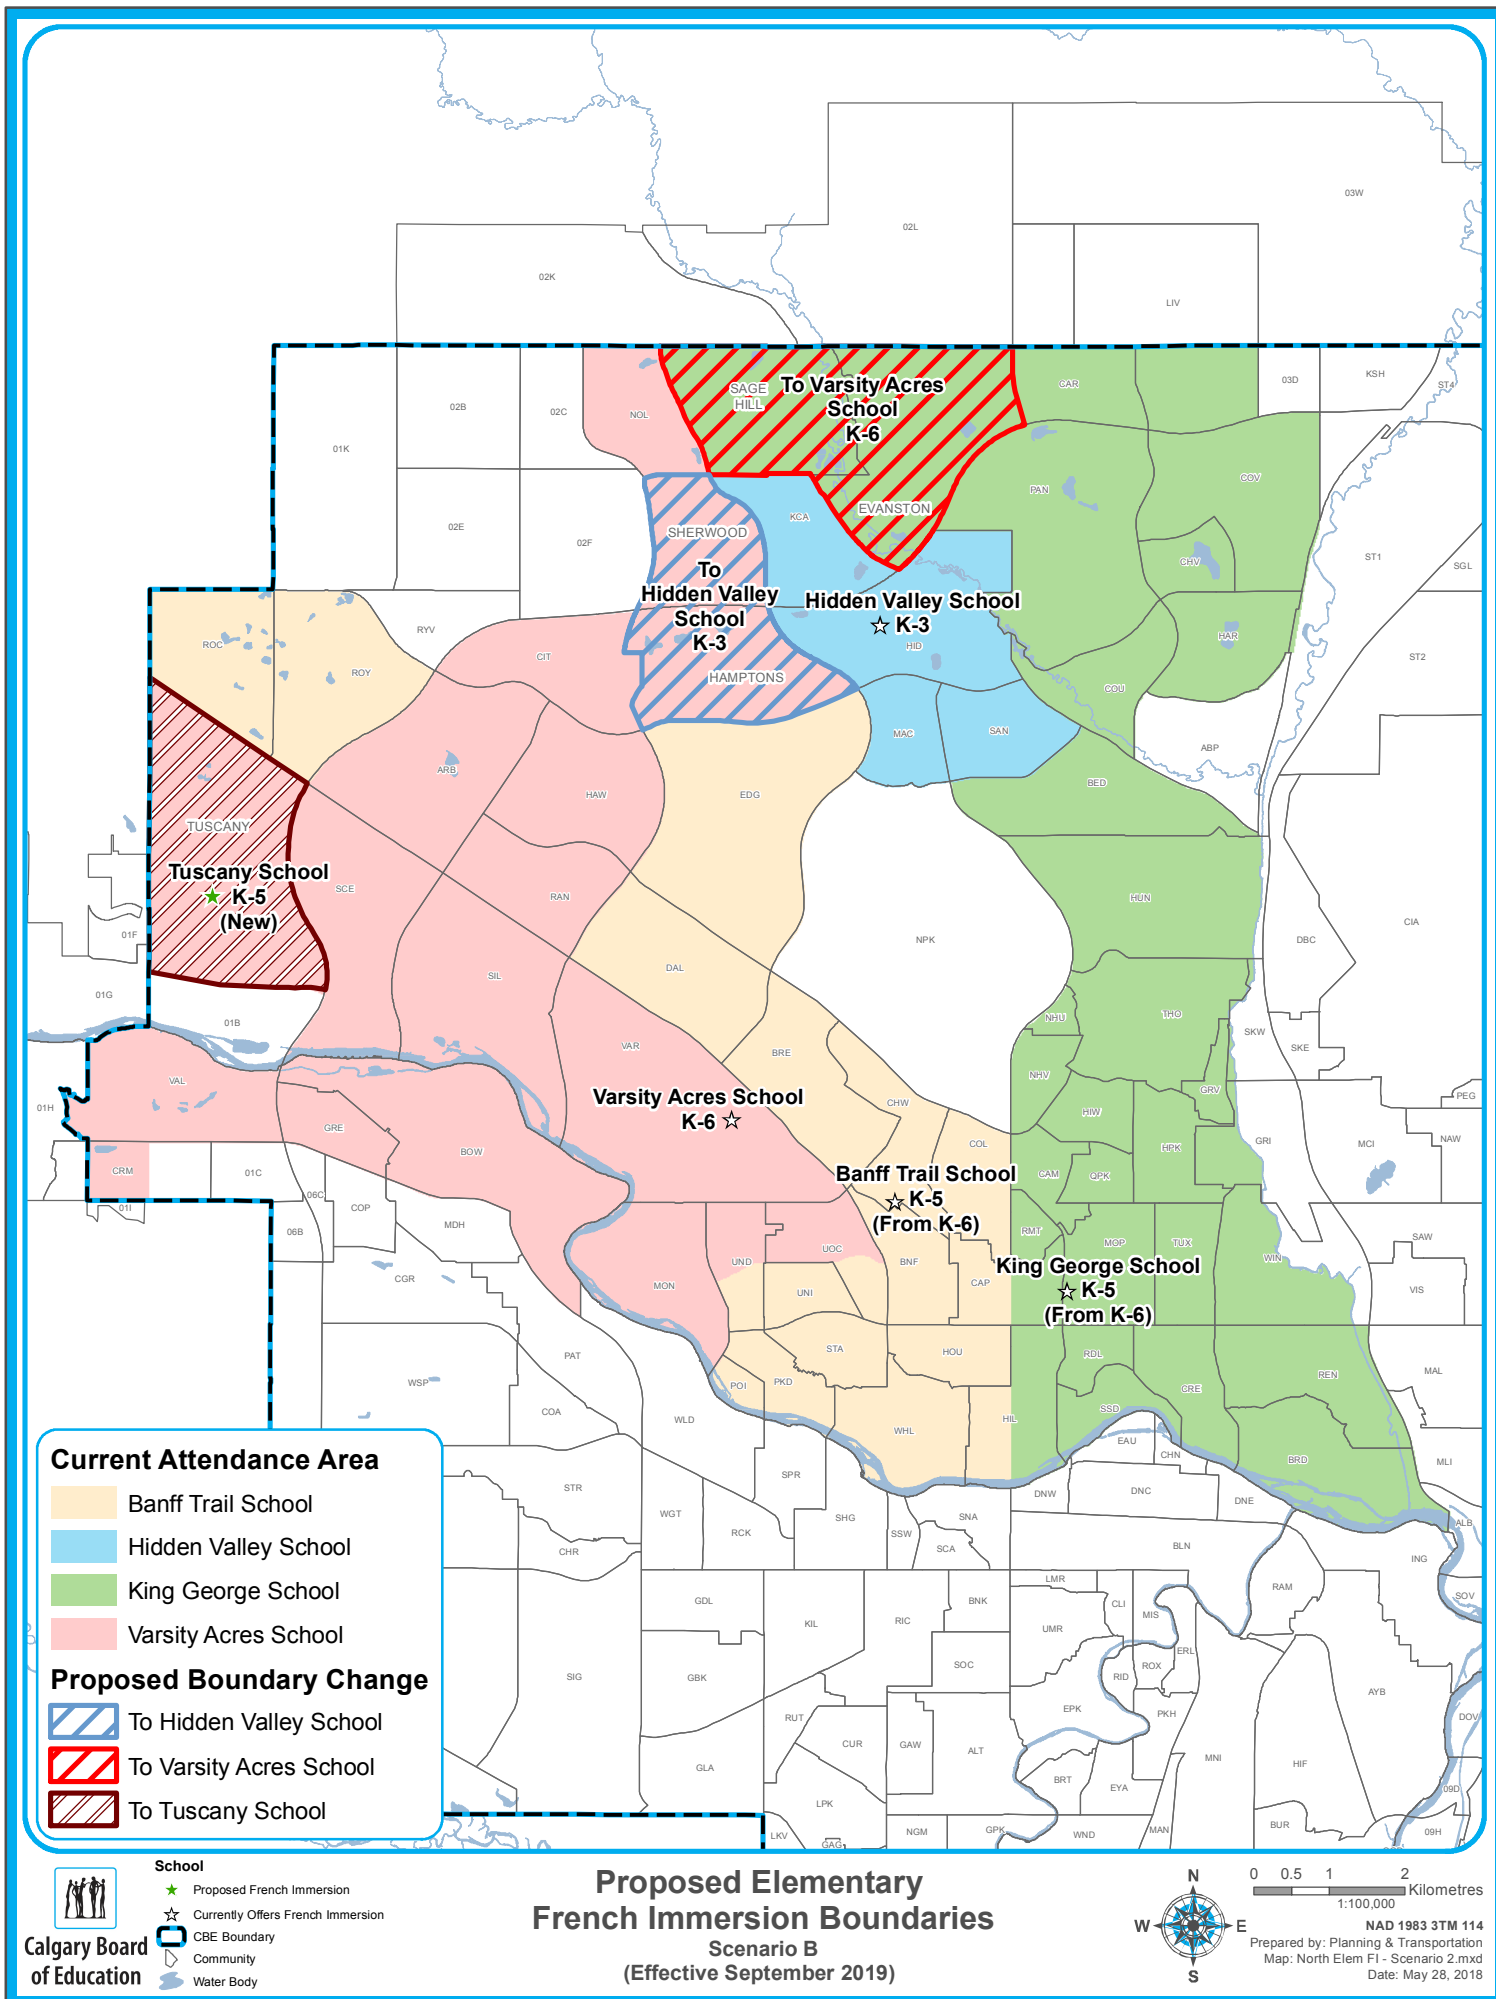 03W
02L
02K
LIV
SAGE
HILL
To Varsity Acres
School
K-6
CAR
03D
KSH
ST4
02B
02C
NOL
01K
PAN
COV
EVANSTON
KCA
SHERWOOD
02E
02F
ST1
CHV
SGL
To
Hidden Valley
School
K-3
Hidden Valley School
K-3
HID
HAR
RYV
ROC
ROY
CIT
ST2
HAMPTONS
COU
MAC
SAN
ABP
ARB
HAW
EDG
BED
TUSCANY
Tuscany School
K-5
(New)
SCE
RAN
HUN
CIA
DBC
NPK
01F
DAL
SIL
01G
01B
NHU
THO
SKW
SKE
VAR
BRE
VAL
NHV
GRV
PEG
01H
Varsity Acres School
K-6
CHW
HIW
GRE
COL
HPK
GRI
MCI
NAW
BOW
CRM
01C
Banff Trail School
K-5
(From K-6)
CAM
QPK
06C
01I
COP
MDH
06B
RMT
MOP
TUX
SAW
UND
UOC
BNF
WIN
CGR
King George School
K-5
(From K-6)
CAP
MON
UNI
VIS
STA
HOU
RDL
PAT
WSP
POI
PKD
CRE
REN
MAL
COA
WLD
WHL
HIL
SSD
EAU
CHN
BRD
MLI
SPR
STR
DNW
DNC
DNE
WGT
RCK
SHG
SSW
SNA
SCA
ALB
BLN
ING
CHR
LMR
RAM
SOV
GDL
KIL
RIC
BNK
CLI
MIS
UMR
ERL
SOC
SIG
GBK
RID
ROX
AYB
RUT
EPK
PKH
DOV
CUR
GAW
ALT
MNI
HIF
GLA
BRT
EYA
09D
LPK
LKV
GAG
NGM
GPK
WND
MAN
BUR
09H
Current Attendance Area
Banff Trail School
Hidden Valley School
King George School
Varsity Acres School
Proposed Boundary Change
To Hidden Valley School
To Varsity Acres School
To Tuscany School
Calgary Board
of Education
School
Proposed French Immersion
Currently Offers French Immersion
CBE Boundary
Community
Water Body
Proposed Elementary
French Immersion Boundaries
Scenario B
(Effective September 2019)
N
W
E
S
0 0.5 1 2
Kilometres
1:100,000
NAD 1983 3TM 114
Prepared by: Planning & Transportation
Map: North Elem FI - Scenario 2.mxd
Date: May 28, 2018